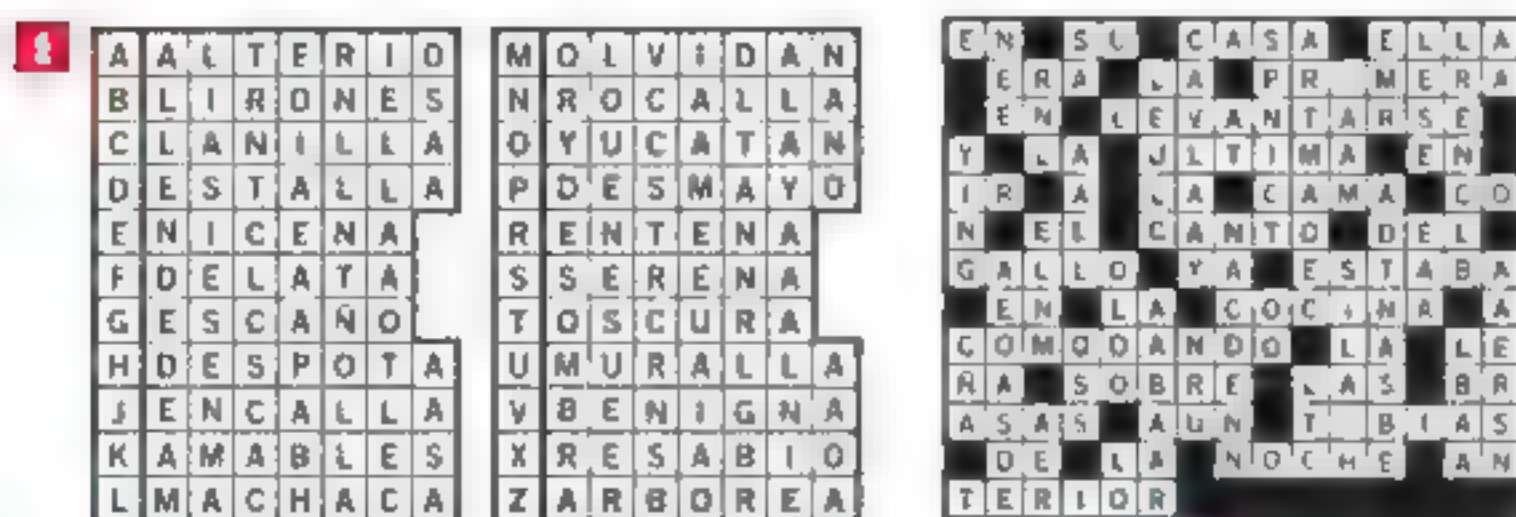 A ALTERIO
B LIRONES
C LANILLA
D ESTALLA
E NICENA
F DELATA
G ESCAÑO
H DESPOTA
J ENCALLA
K AMABLES
L MACHACA
M OLVIDAN
N ROCALLA
O YUCATAN
P DESMAYO
R EINTENA
S SERENA
T OSCURA
U MURALLA
V BENIGNA
X RESABIO
Z ARBOREA
EN SU CASA ELLA
ERA LA PRIMERA
EN LEVANTARSE
Y LA ULTIMA EN
IR A LA CAMA CO
N EL CANTO DEL
GALLO YA ESTABA
EN LA COCINA A
COMODANDO LA LE
ÑA SOBRE LAS BR
ASAS AUN TIBIAS
DE LA NOCHE AN
TERIOR